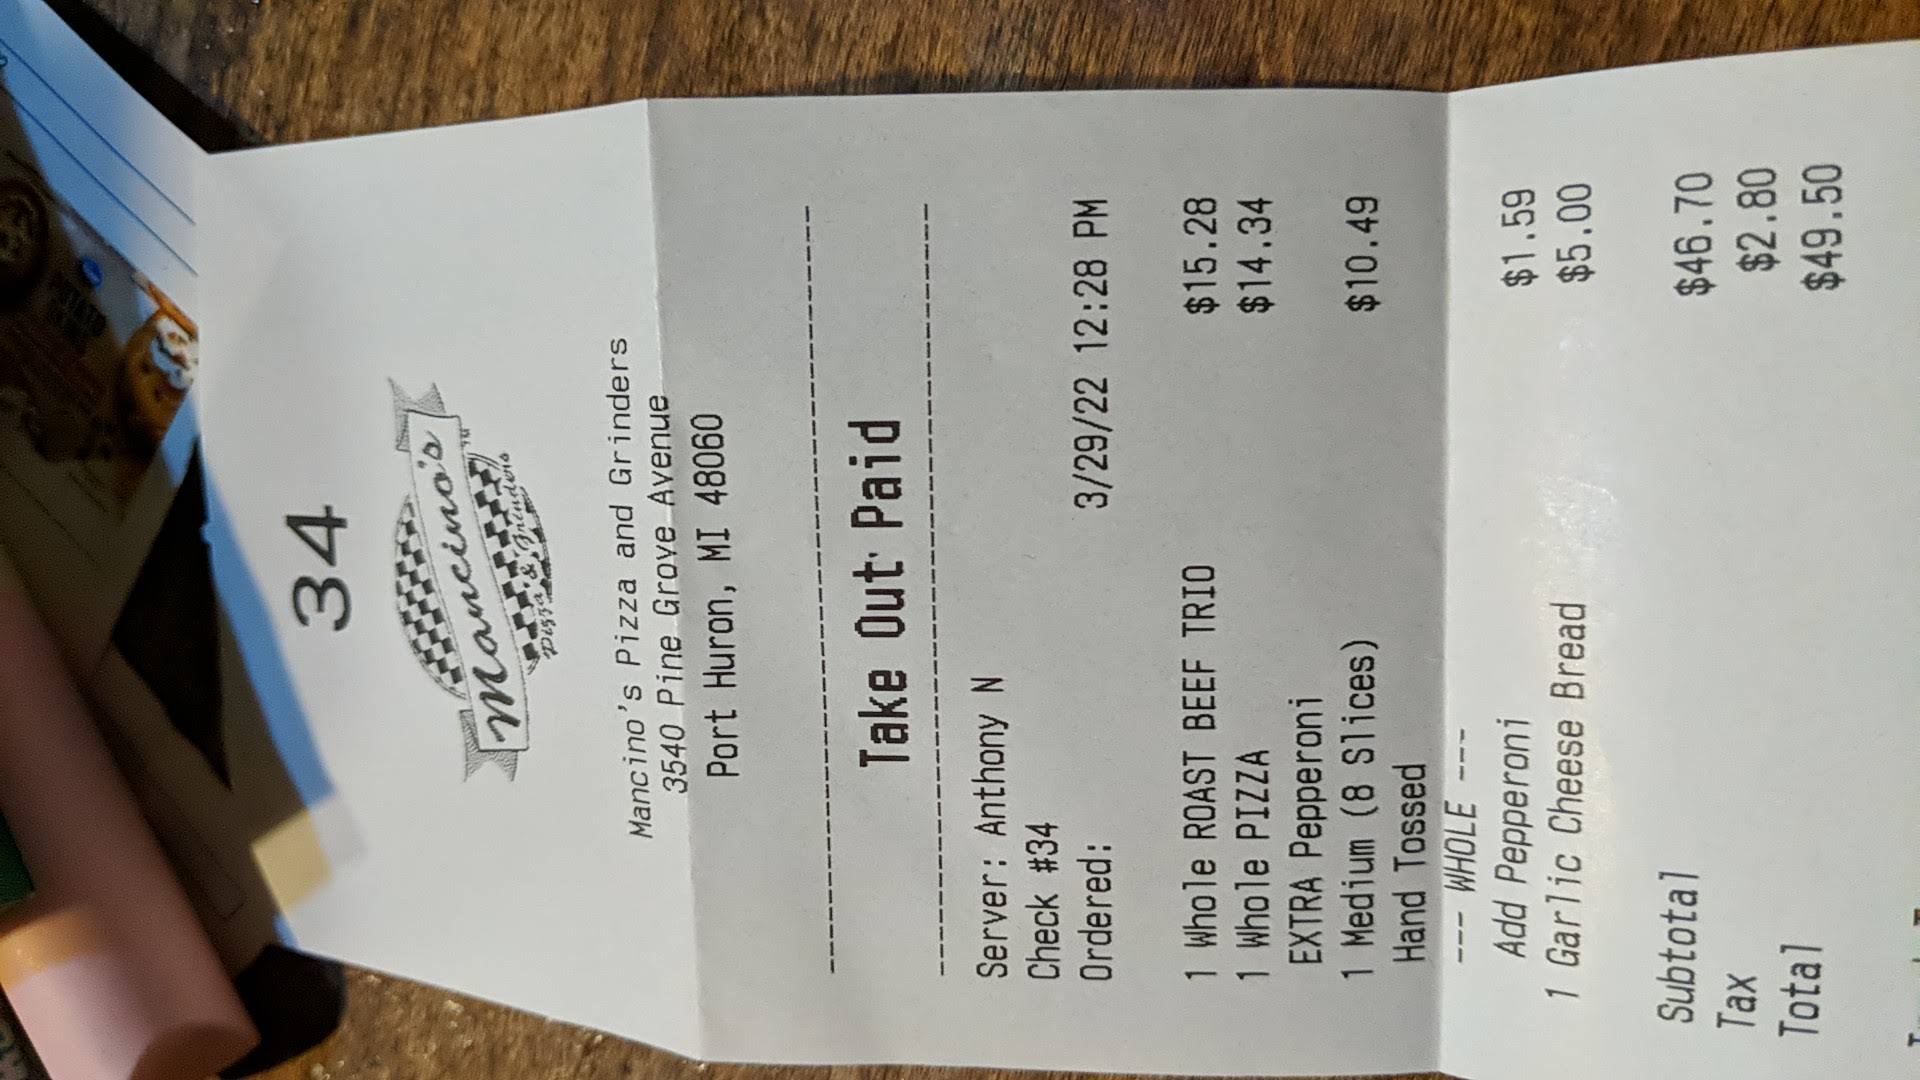 34
Mancino's
TM
Pizza & Grinders
Mancino's Pizza and Grinders
3540 Pine Grove Avenue
Port Huron, MI 48060
Take Out Paid
Server: Anthony N
Check #34
Ordered: 3/29/22 12:28 PM
1 Whole ROAST BEEF TRIO $15.28
1 Whole PIZZA $14.34
EXTRA Pepperoni
1 Medium (8 Slices) $10.49
Hand Tossed
--- WHOLE ---
Add Pepperoni $1.59
1 Garlic Cheese Bread $5.00
Subtotal $46.70
Tax $2.80
Total $49.50